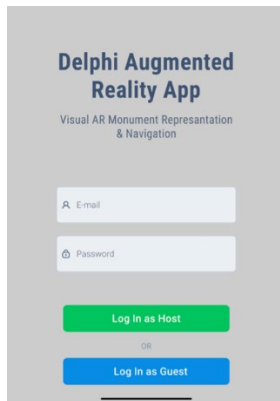 Delphi Augmented
Reality App
Visual AR Monument Represantation
& Navigation
E-mail
Password
Log In as Host
OR
Log In as Guest